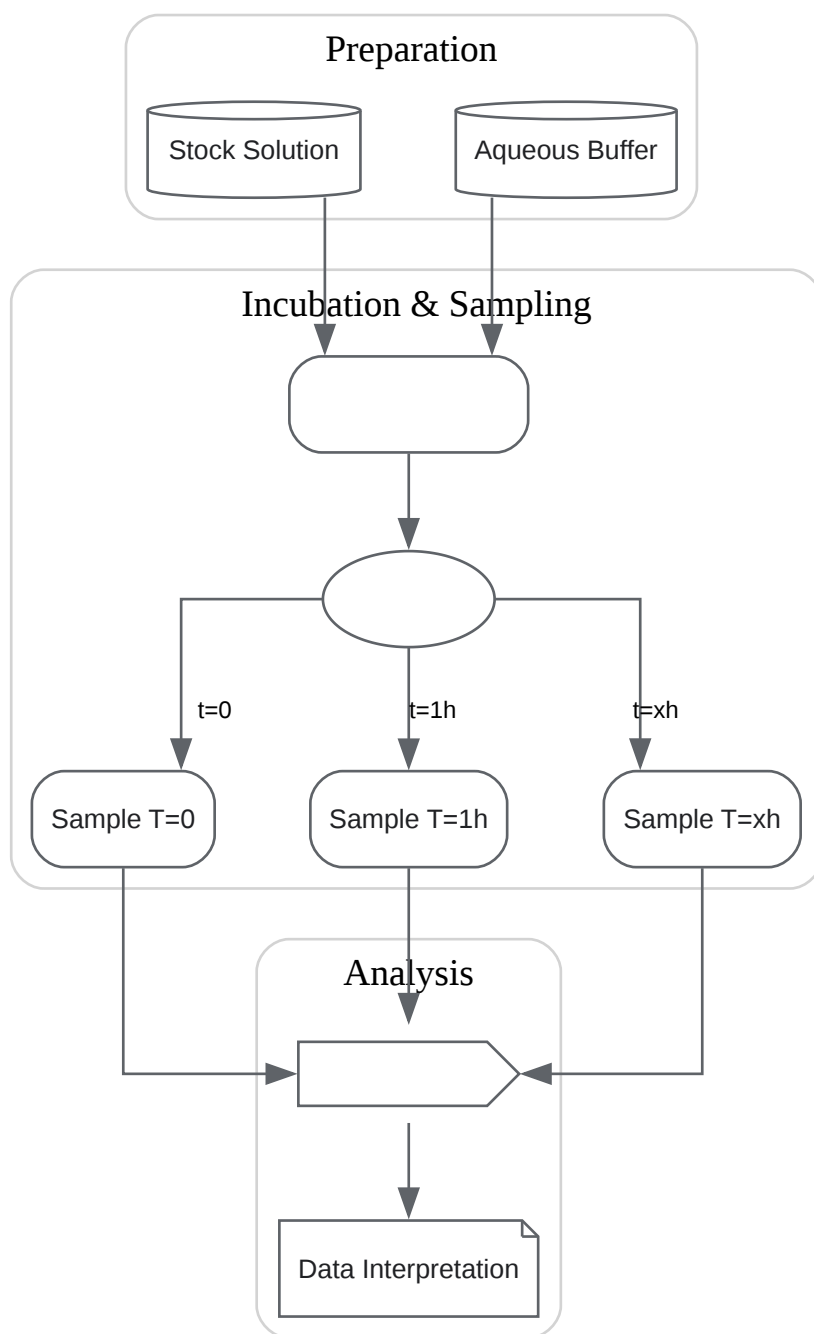 Preparation
Stock Solution
Aqueous Buffer
Incubation & Sampling
t=0
t=1h
t=xh
Sample T=0
Sample T=1h
Sample T=xh
Analysis
Data Interpretation